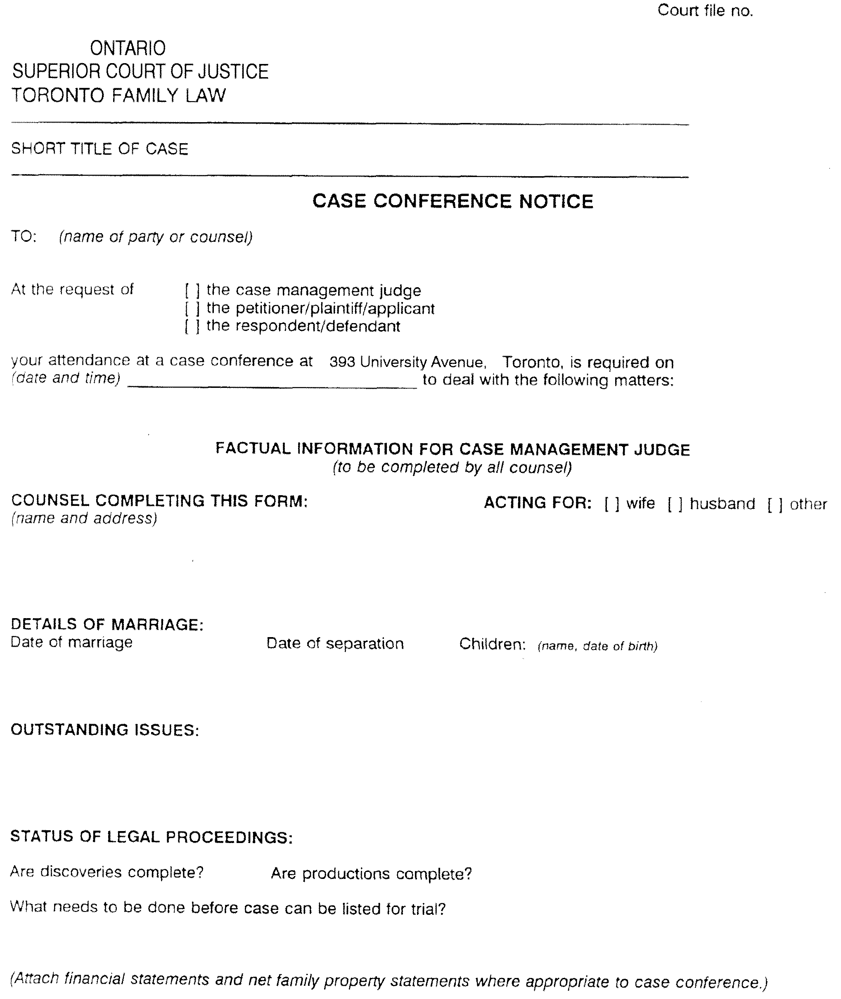 Court file no.
ONTARIO
SUPERIOR COURT OF JUSTICE
TORONTO FAMILY LAW
SHORT TITLE OF CASE
CASE CONFERENCE NOTICE
TO: (name of party or counsel)
At the request of [ ] the case management judge
[ ] the petitioner/plaintiff/applicant
[ ] the respondent/defendant
your attendance at a case conference at 393 University Avenue, Toronto, is required on
(date and time) ____________ to deal with the following matters:
FACTUAL INFORMATION FOR CASE MANAGEMENT JUDGE
(to be completed by all counsel)
COUNSEL COMPLETING THIS FORM: ACTING FOR: [ ] wife [ ] husband [ ] other
(name and address)
DETAILS OF MARRIAGE:
Date of marriage Date of separation Children: (name, date of birth)
OUTSTANDING ISSUES:
STATUS OF LEGAL PROCEEDINGS:
Are discoveries complete? Are productions complete?
What needs to be done before case can be listed for trial?
(Attach financial statements and net family property statements where appropriate to case conference.)